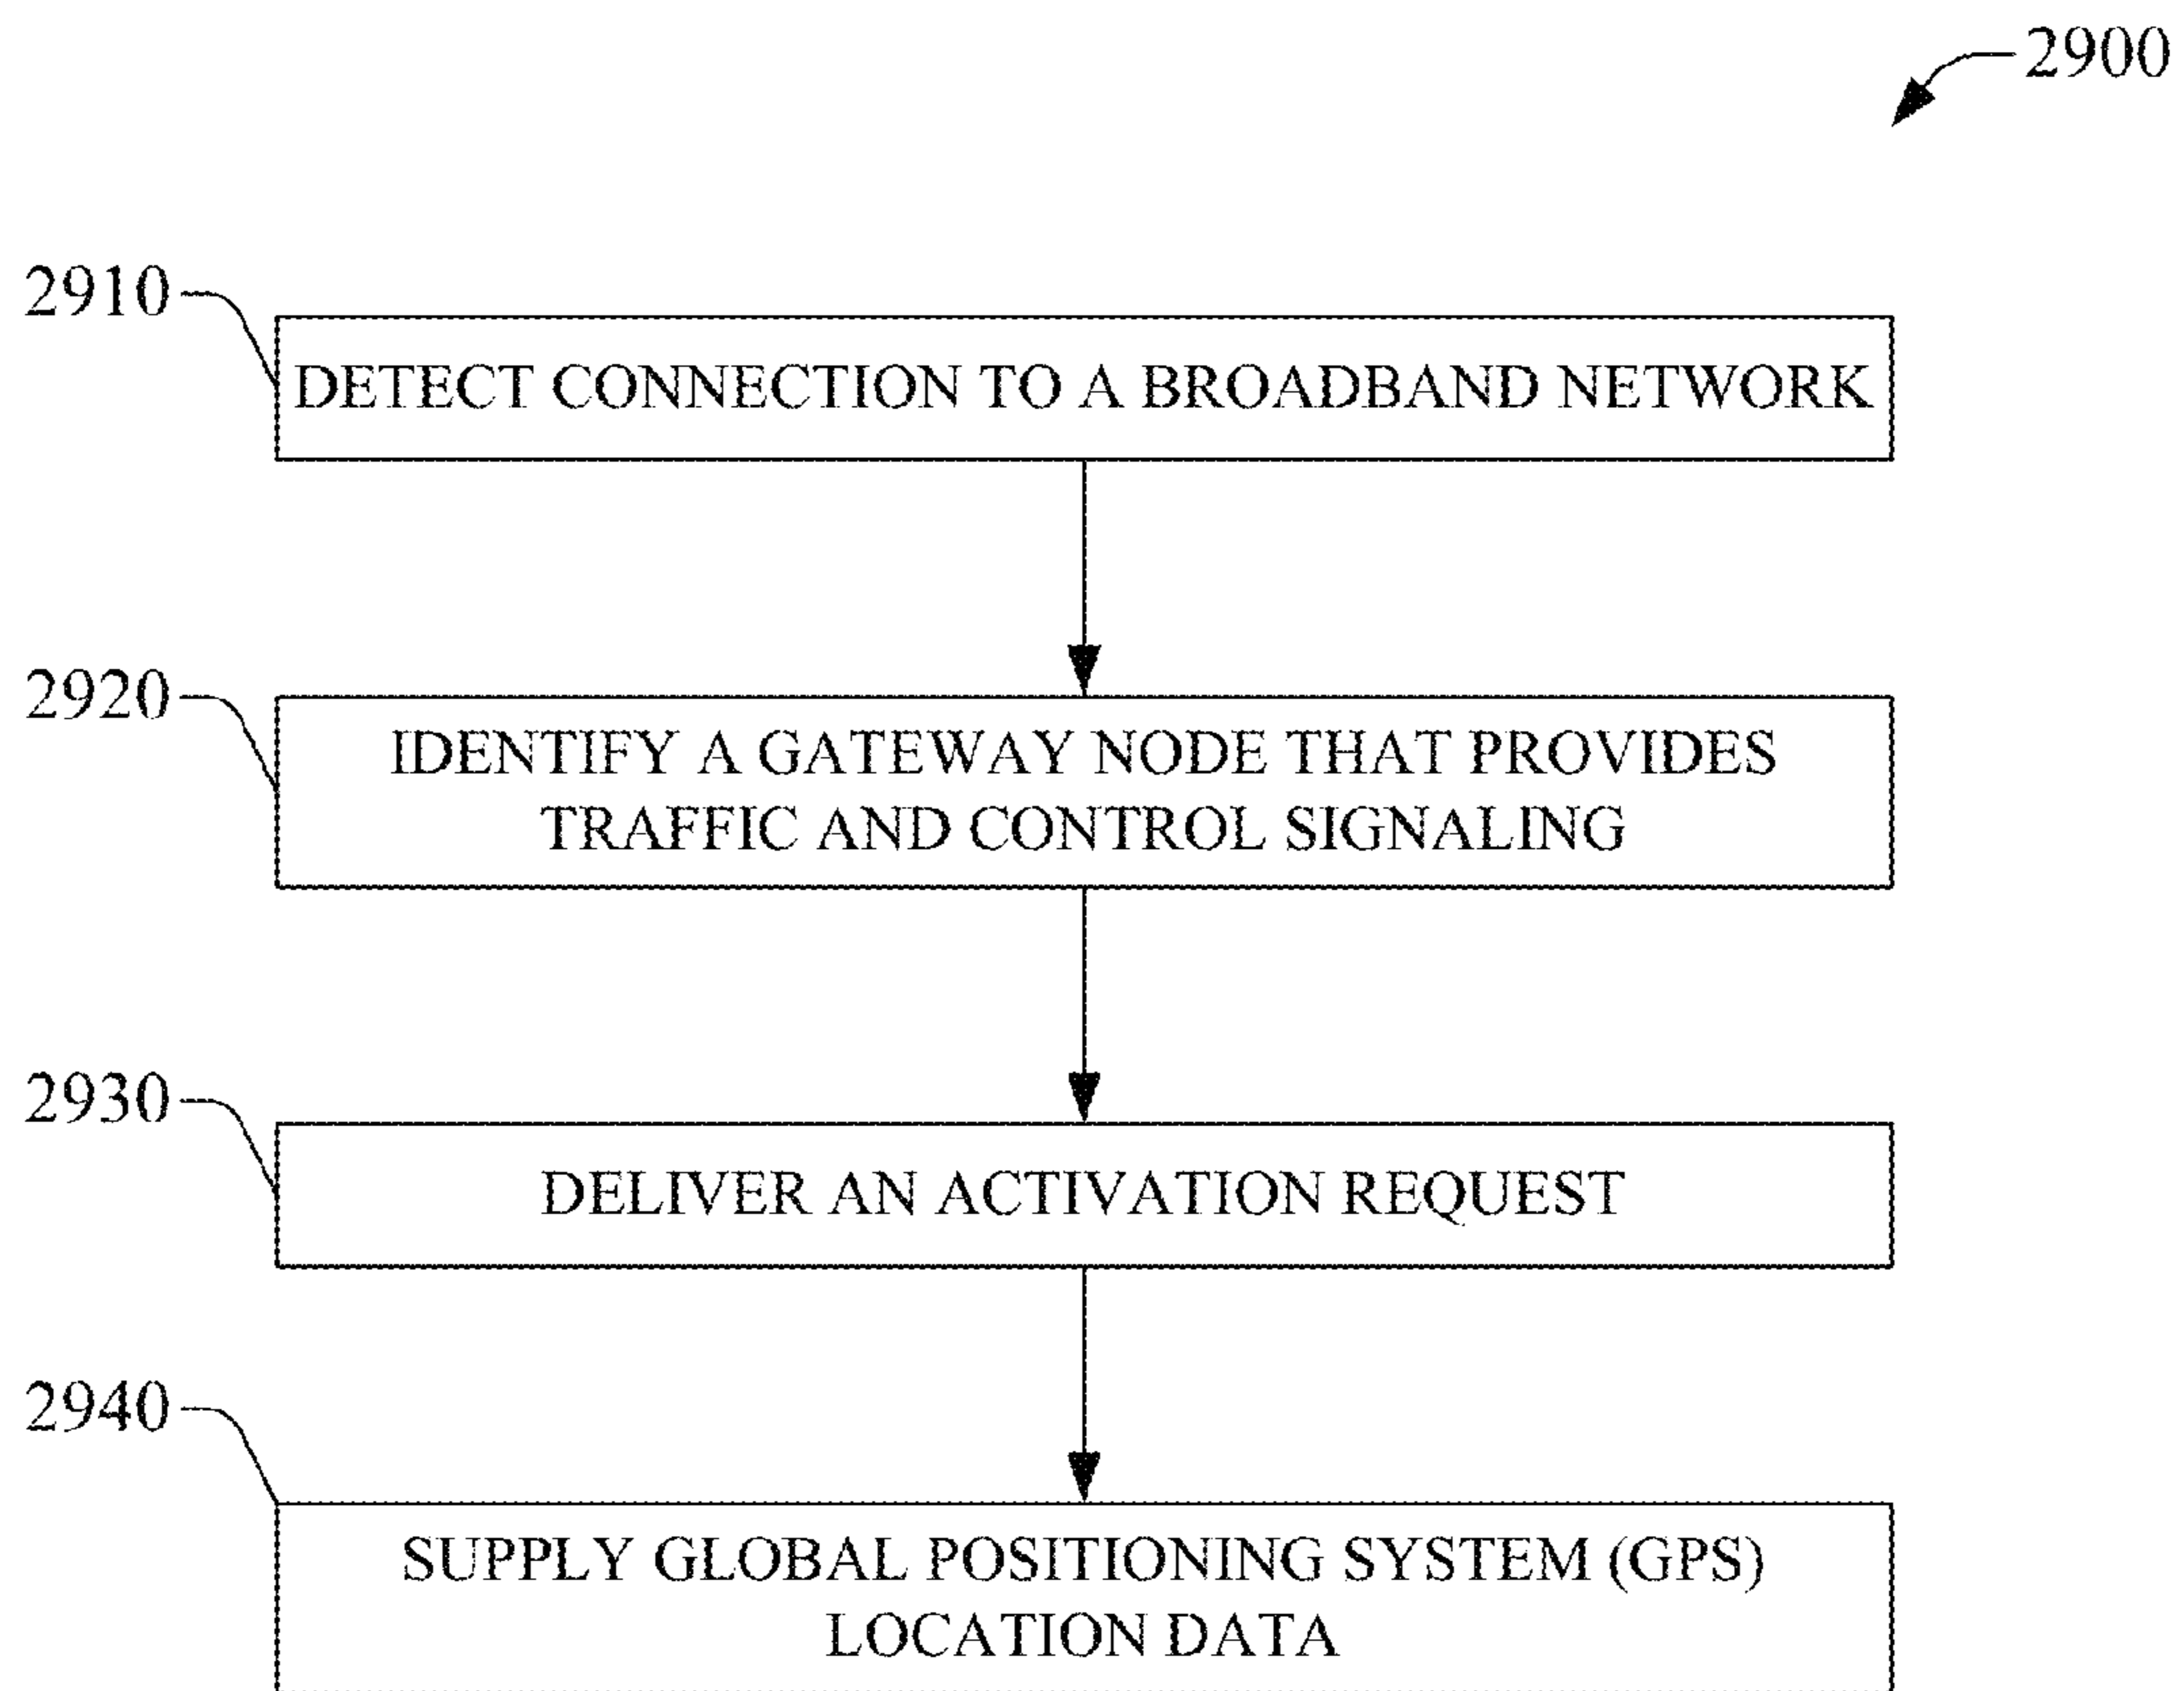 2900
2910
DETECT CONNECTION TO A BROADBAND NETWORK
2920
IDENTIFY A GATEWAY NODE THAT PROVIDES
TRAFFIC AND CONTROL SIGNALING
2930
DELIVER AN ACTIVATION REQUEST
2940
SUPPLY GLOBAL POSITIONING SYSTEM (GPS)
LOCATION DATA